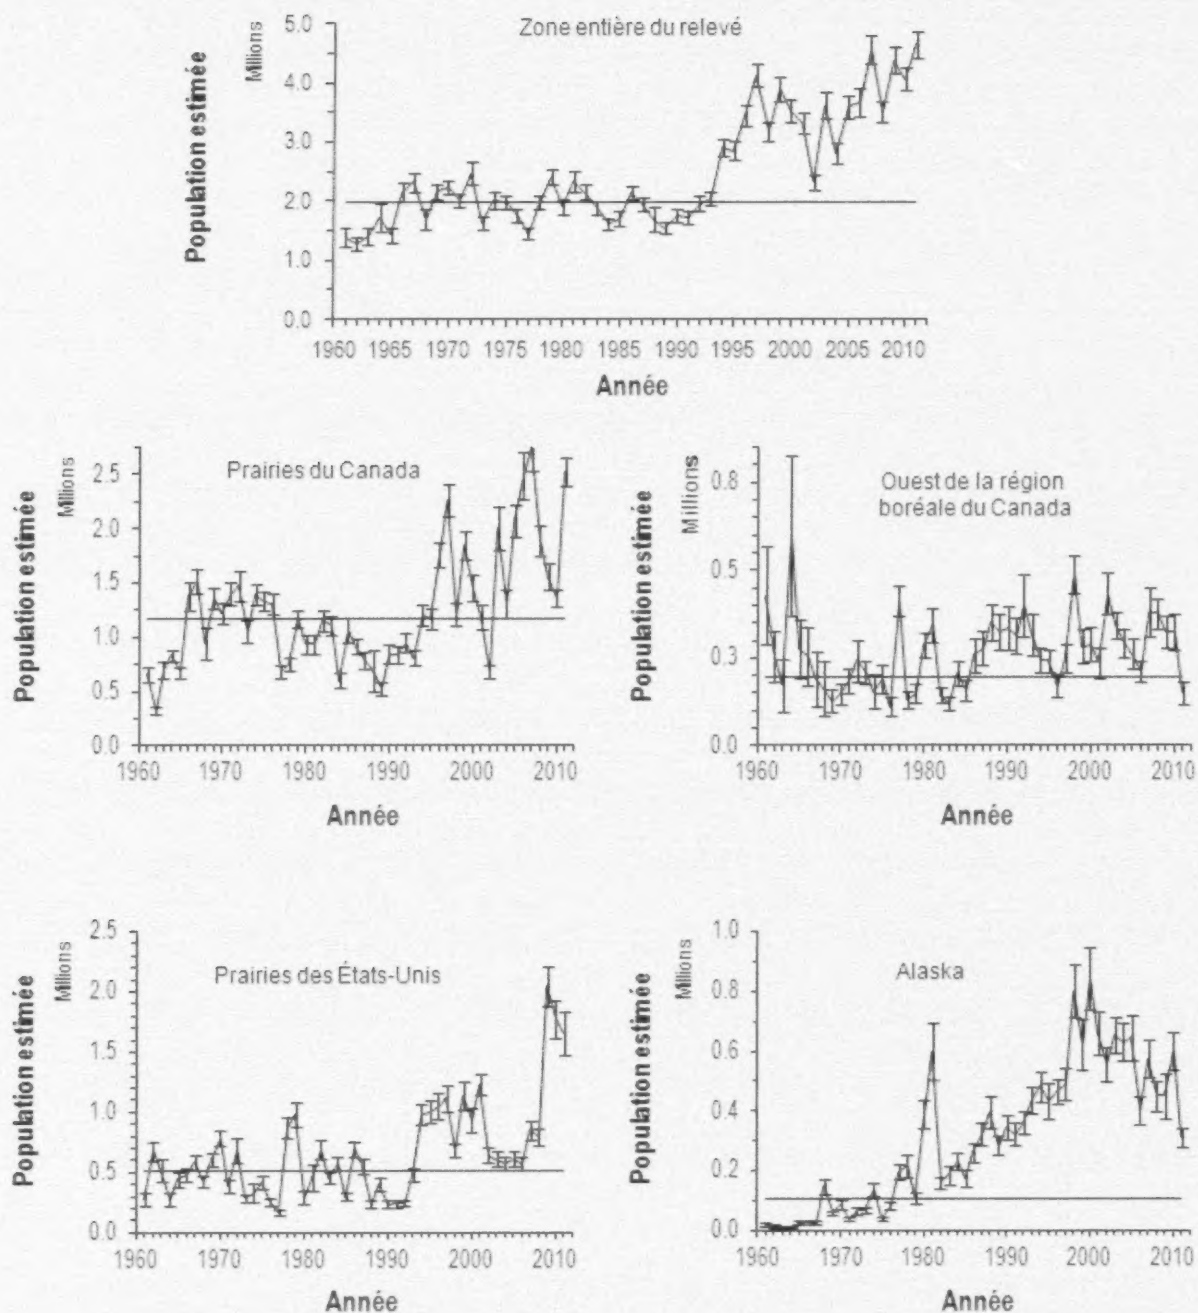 Zone entière du relevé
Millions
Population estimée
5.0
4.0
3.0
2.0
1.0
0.0
1960 1965 1970 1975 1980 1985 1990 1995 2000 2005 2010
Année
Prairies du Canada
Millions
Population estimée
2.5
2.0
1.5
1.0
0.5
0.0
1960 1970 1980 1990 2000 2010
Année
Ouest de la région
boréale du Canada
Millions
Population estimée
0.8
0.5
0.3
0.0
1960 1970 1980 1990 2000 2010
Année
Prairies des États-Unis
Millions
Population estimée
2.5
2.0
1.5
1.0
0.5
0.0
1960 1970 1980 1990 2000 2010
Année
Alaska
Millions
Population estimée
1.0
0.8
0.6
0.4
0.2
0.0
1960 1970 1980 1990 2000 2010
Année